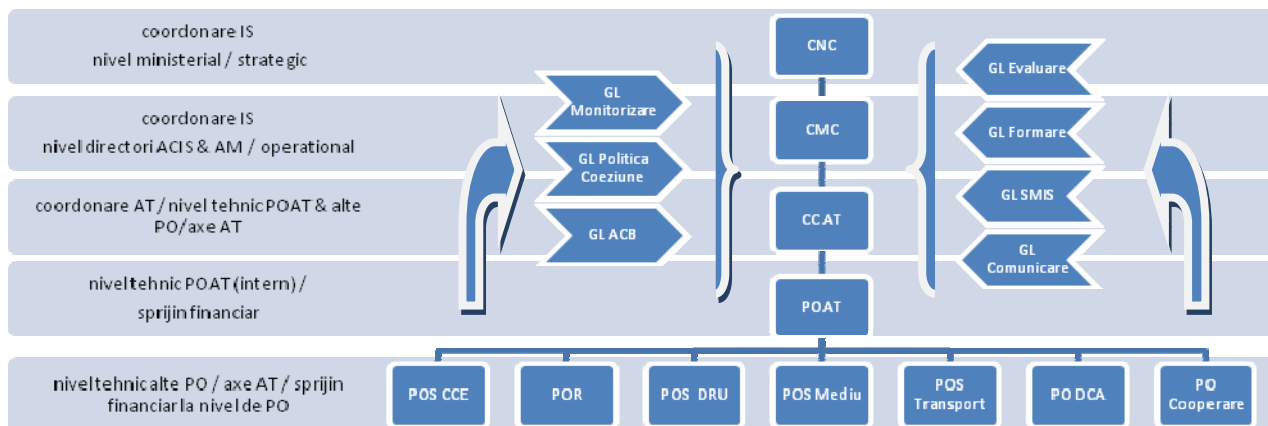 coordonare IS
nivel ministerial / strategic
CNC
GL Evaluare
GL
Monitorizare
coordonare IS
nivel directori ACIS & AM / operational
CMC
GL Formare
GL Politica
Coeziune
coordonare AT / nivel tehnic POAT & alte
PO/axe AT
CCAT
GL SMIS
GL ACB
GL
Comunicare
nivel tehnic POAT (intern) /
sprijin financiar
POAT
nivel tehnic alte PO / axe AT / sprijin
financiar la nivel de PO
POS CCE
POR
POS DRU
POS Mediu
POS
Transport
PO DCA
PO
Cooperare